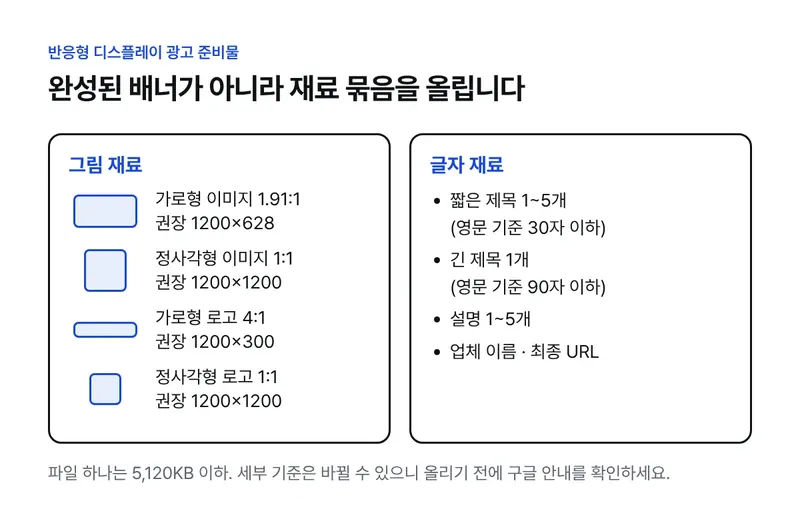 반응형 디스플레이 광고 준비물
완성된 배너가 아니라 재료 묶음을 올립니다
그림 재료
가로형 이미지 1.91:1
권장 1200×628
정사각형 이미지 1:1
권장 1200×1200
가로형 로고 4:1
권장 1200×300
정사각형 로고 1:1
권장 1200×1200
글자 재료
• 짧은 제목 1~5개
(영문 기준 30자 이하)
• 긴 제목 1개
(영문 기준 90자 이하)
• 설명 1~5개
• 업체 이름 · 최종 URL
파일 하나는 5,120KB 이하. 세부 기준은 바뀔 수 있으니 올리기 전에 구글 안내를 확인하세요.